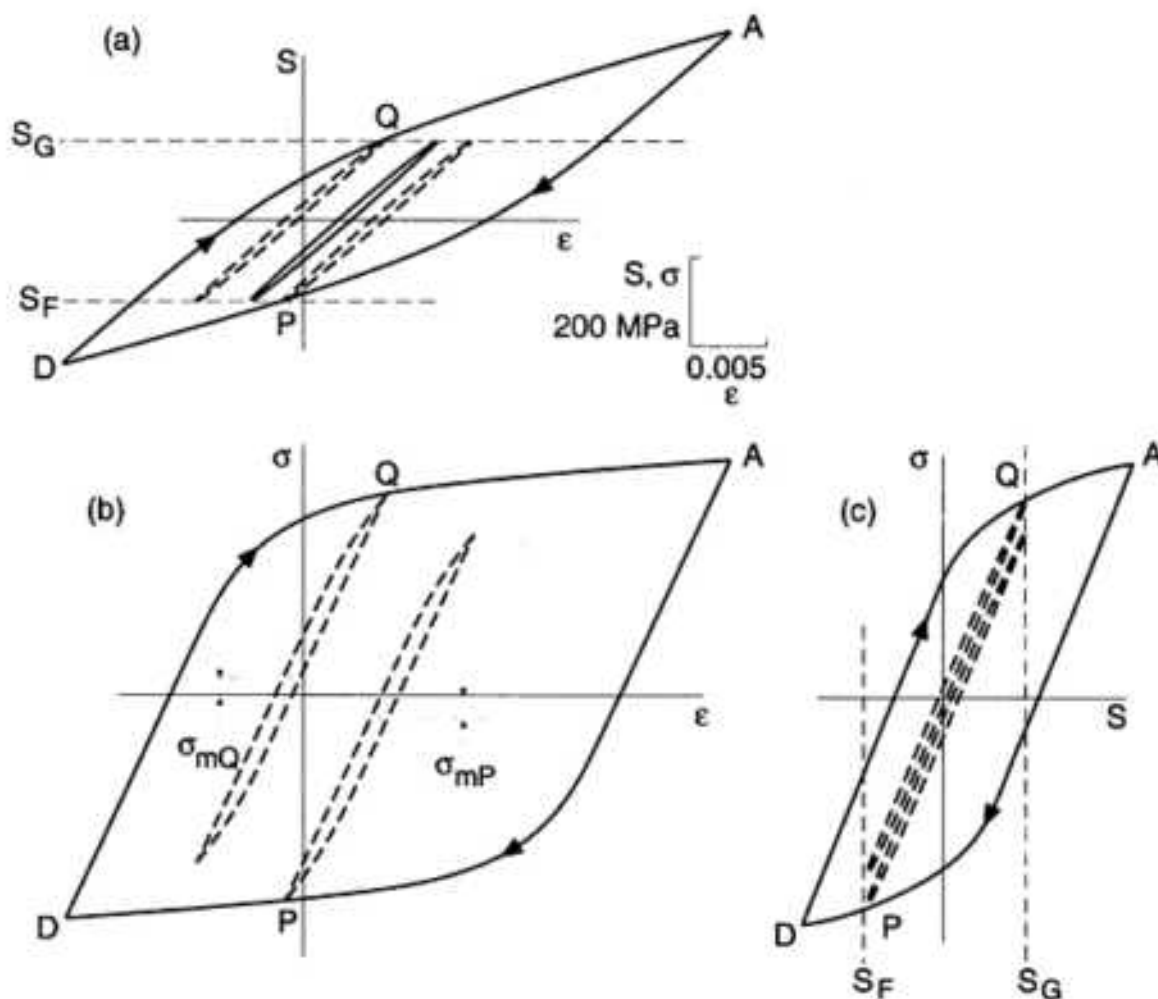 (a)
S
A
Q
S_G
ε
S, σ
S_F
P
200 MPa
D
0.005
ε
σ
Q
A
(b)
ε
σ_mQ
σ_mP
D
P
σ
Q
A
(c)
S
D
P
S_F
S_G